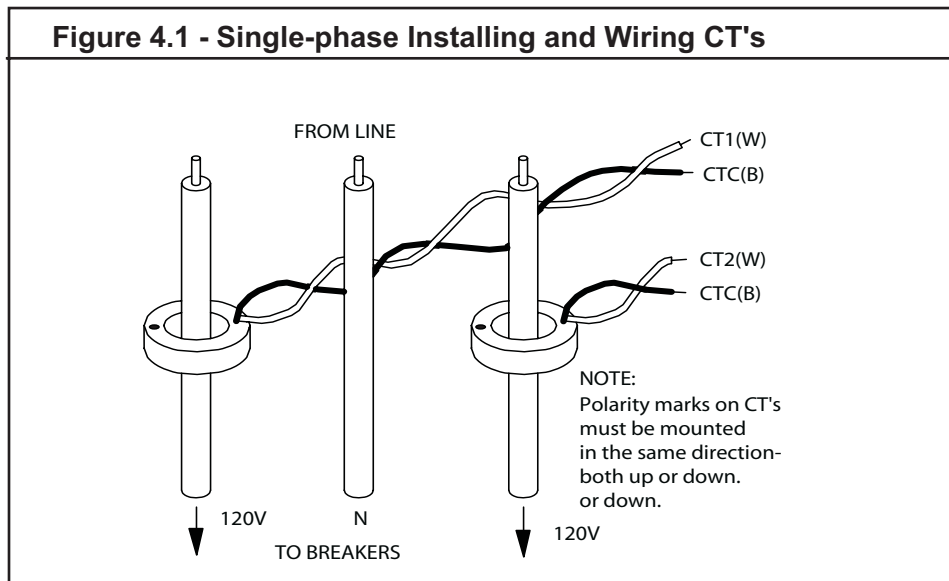 Figure 4.1 - Single-phase Installing and Wiring CT's
FROM LINE
CT1(W)
CTC(B)
CT2(W)
CTC(B)
NOTE:
Polarity marks on CT's
must be mounted
in the same direction-
both up or down.
or down.
120V
N
120V
TO BREAKERS